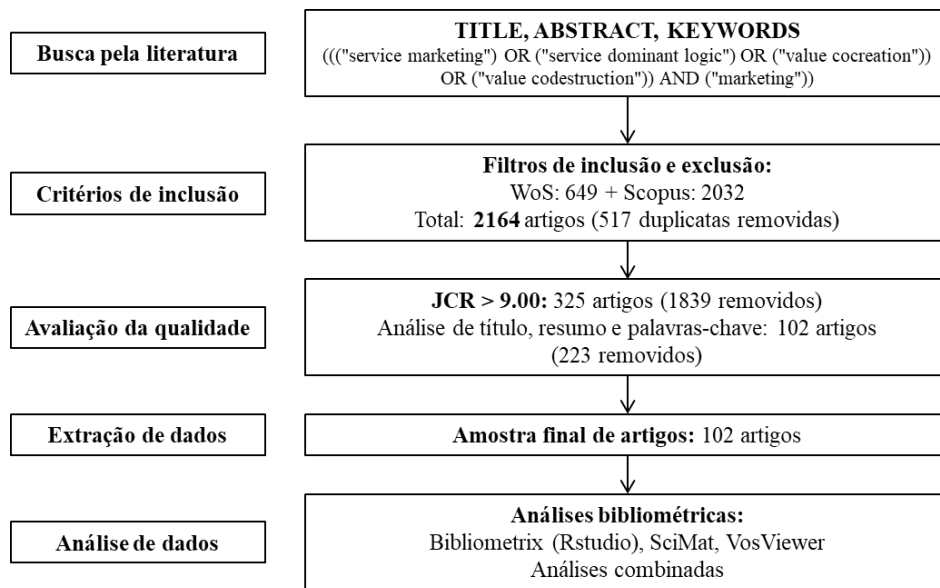 Busca pela literatura
TITLE, ABSTRACT, KEYWORDS
((("service marketing") OR ("service dominant logic") OR ("value cocreation"))
OR ("value codestruction")) AND ("marketing"))
Critérios de inclusão
Filtros de inclusão e exclusão:
WoS: 649 + Scopus: 2032
Total: 2164 artigos (517 duplicatas removidas)
Avaliação da qualidade
JCR > 9.00: 325 artigos (1839 removidos)
Análise de título, resumo e palavras-chave: 102 artigos
(223 removidos)
Extração de dados
Amostra final de artigos: 102 artigos
Análise de dados
Análises bibliométricas:
Bibliometrix (Rstudio), SciMat, VosViewer
Análises combinadas